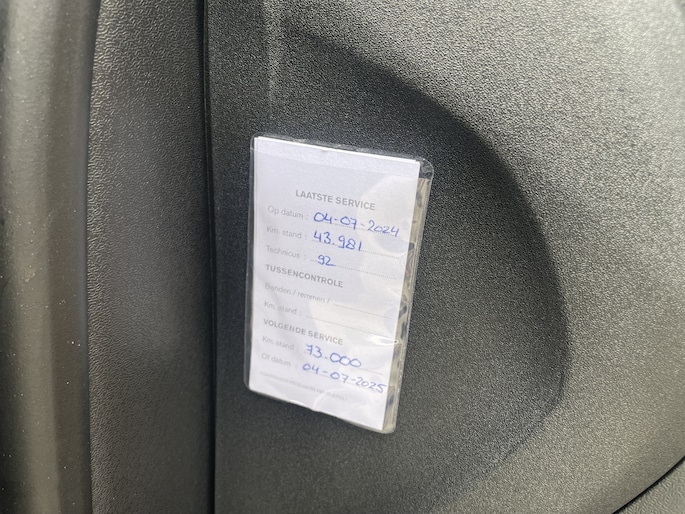 LAATSTE SERVICE
Op datum : 04-07-2024
Km. stand : 43.981
Techniscus : 92
TUSSENCONTROLE
Banden / remmen /
Km. stand :
VOLGENDE SERVICE
Km. stand : 73.000
Of datum : 04-07-2025